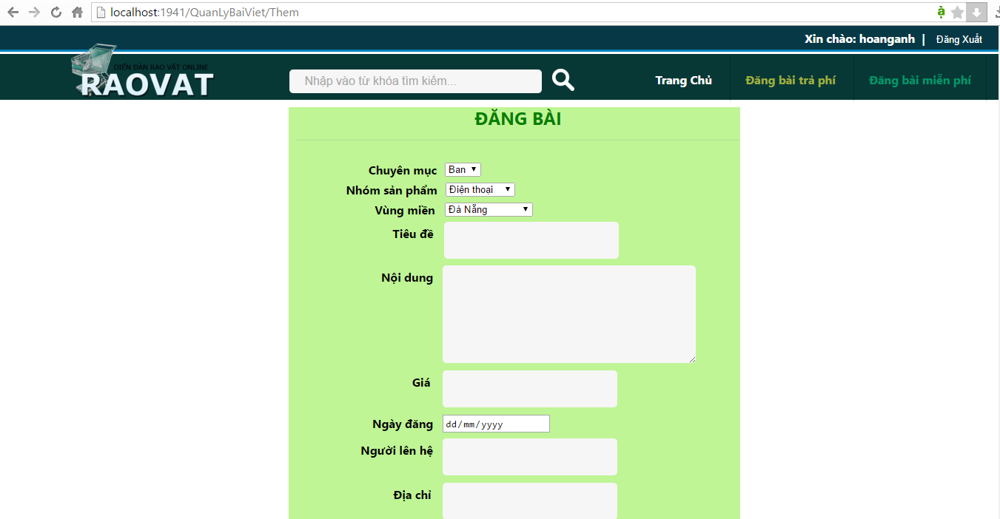 localhost:1941/QuanLyBaiViet/Them
Xin chào: hoanganh | Đăng Xuất
DIỄN ĐÀN RAO VẶT ONLINE
RAOVAT
Nhập vào từ khóa tìm kiếm...
Trang Chủ
Đăng bài trả phí
Đăng bài miễn phí
ĐĂNG BÀI
Chuyên mục Ban
Nhóm sản phẩm Điện thoại
Vùng miền Đà Nẵng
Tiêu đề
Nội dung
Giá
Ngày đăng dd/mm/yyyy
Người lên hệ
Địa chỉ